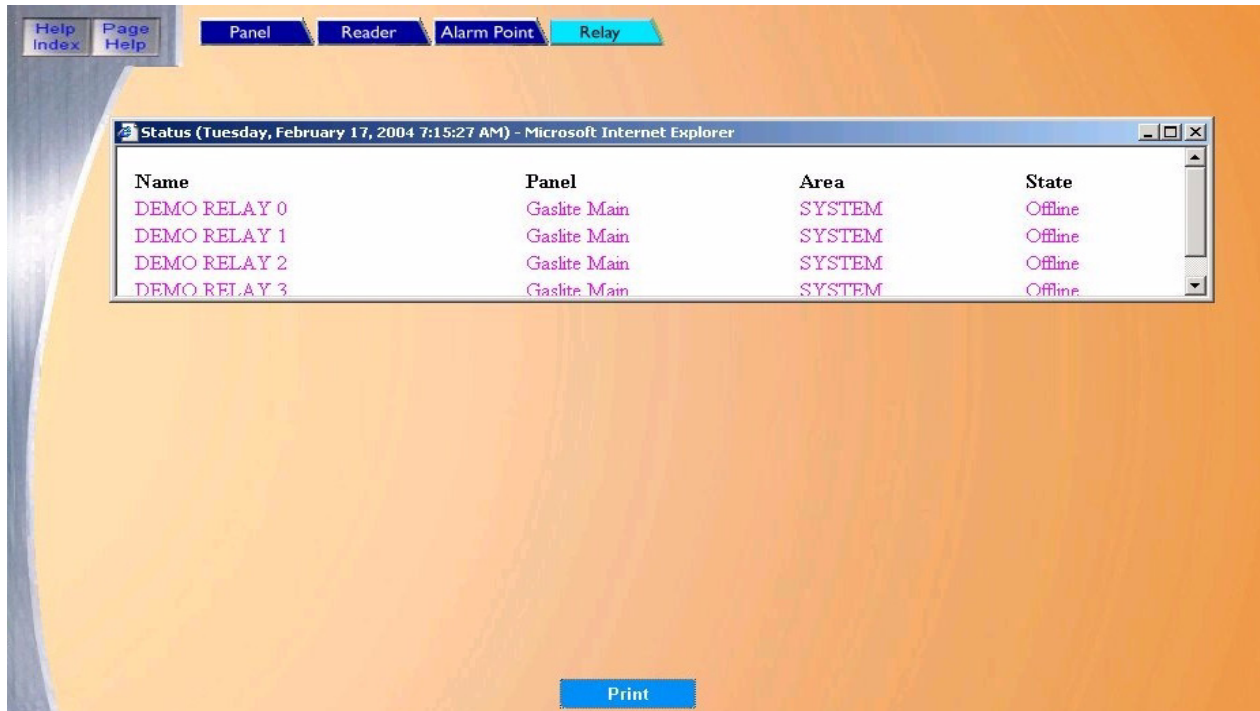 Help Index
Page Help
Panel
Reader
Alarm Point
Relay
Status (Tuesday, February 17, 2004 7:15:27 AM) - Microsoft Internet Explorer
Name Panel Area State
DEMO RELAY 0 Gaslite Main SYSTEM Offline
DEMO RELAY 1 Gaslite Main SYSTEM Offline
DEMO RELAY 2 Gaslite Main SYSTEM Offline
DEMO RELAY 3 Gaslite Main SYSTEM Offline
Print